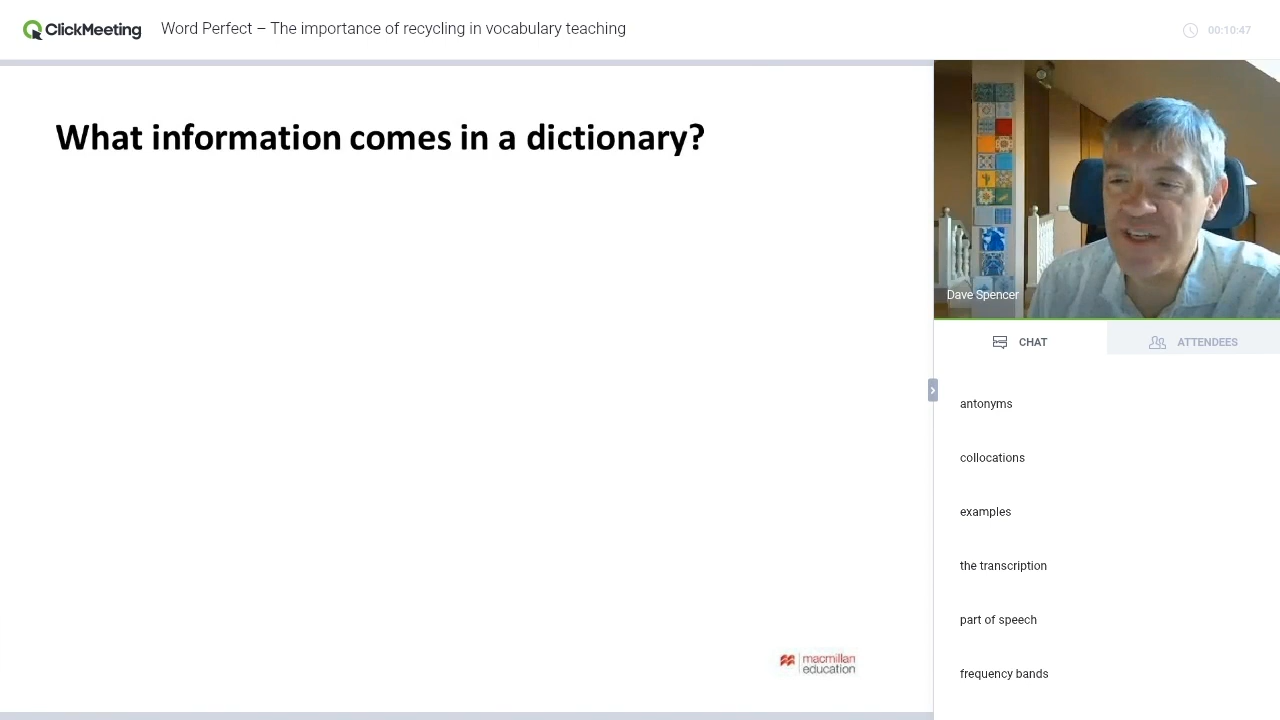 ClickMeeting
Word Perfect – The importance of recycling in vocabulary teaching
00:10:47
What information comes in a dictionary?
Dave Spencer
CHAT
ATTENDEES
antonyms
collocations
examples
the transcription
part of speech
frequency bands
macmillan
education